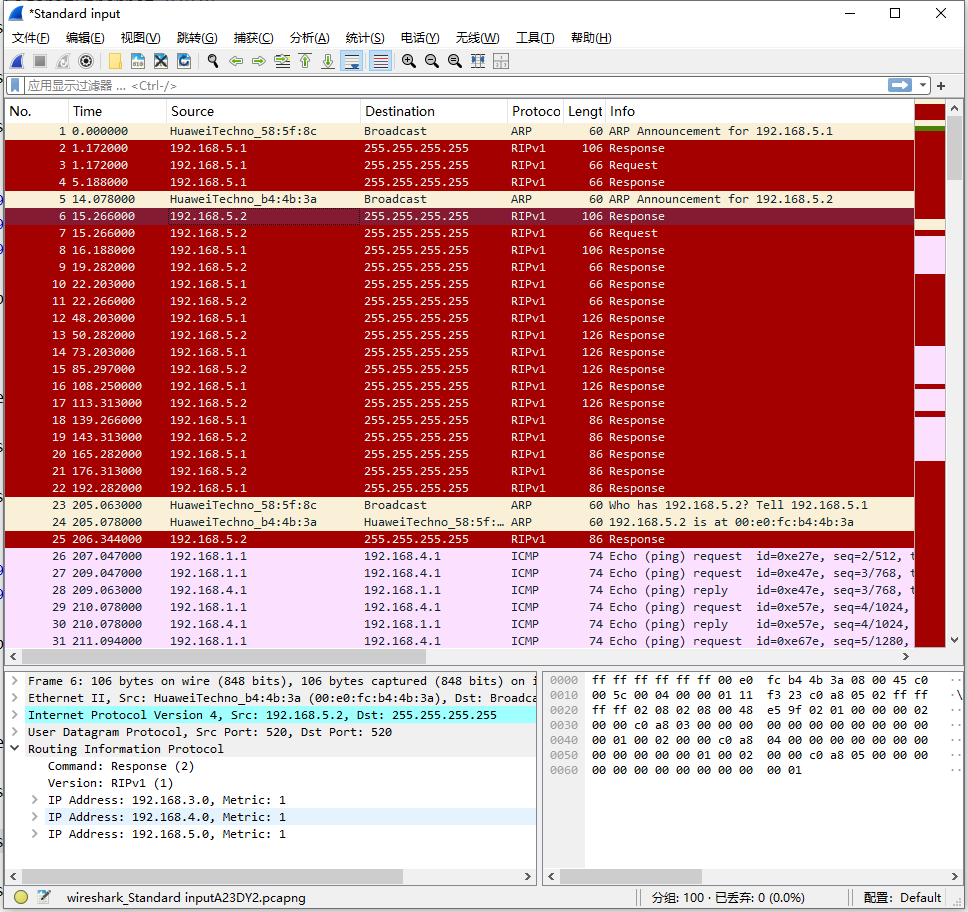 *Standard input
文件(F) 编辑(E) 视图(V) 跳转(G) 捕获(C) 分析(A) 统计(S) 电话(Y) 无线(W) 工具(T) 帮助(H)
应用显示过滤器 … <Ctrl-/>
No. Time Source Destination Protoco Lengt Info
1 0.000000 HuaweiTechno_58:5f:8c Broadcast ARP 60 ARP Announcement for 192.168.5.1
2 1.172000 192.168.5.1 255.255.255.255 RIPv1 106 Response
3 1.172000 192.168.5.1 255.255.255.255 RIPv1 66 Request
4 5.188000 192.168.5.1 255.255.255.255 RIPv1 66 Response
5 14.078000 HuaweiTechno_b4:4b:3a Broadcast ARP 60 ARP Announcement for 192.168.5.2
6 15.266000 192.168.5.2 255.255.255.255 RIPv1 106 Response
7 15.266000 192.168.5.2 255.255.255.255 RIPv1 66 Request
8 16.188000 192.168.5.1 255.255.255.255 RIPv1 106 Response
9 19.282000 192.168.5.2 255.255.255.255 RIPv1 66 Response
10 22.203000 192.168.5.1 255.255.255.255 RIPv1 66 Response
11 22.266000 192.168.5.2 255.255.255.255 RIPv1 66 Response
12 48.203000 192.168.5.1 255.255.255.255 RIPv1 126 Response
13 50.282000 192.168.5.2 255.255.255.255 RIPv1 126 Response
14 73.203000 192.168.5.1 255.255.255.255 RIPv1 126 Response
15 85.297000 192.168.5.2 255.255.255.255 RIPv1 126 Response
16 108.250000 192.168.5.1 255.255.255.255 RIPv1 126 Response
17 113.313000 192.168.5.2 255.255.255.255 RIPv1 126 Response
18 139.266000 192.168.5.1 255.255.255.255 RIPv1 86 Response
19 143.313000 192.168.5.2 255.255.255.255 RIPv1 86 Response
20 165.282000 192.168.5.1 255.255.255.255 RIPv1 86 Response
21 176.313000 192.168.5.2 255.255.255.255 RIPv1 86 Response
22 192.282000 192.168.5.1 255.255.255.255 RIPv1 86 Response
23 205.063000 HuaweiTechno_58:5f:8c Broadcast ARP 60 Who has 192.168.5.2? Tell 192.168.5.1
24 205.078000 HuaweiTechno_b4:4b:3a HuaweiTechno_58:5f:… ARP 60 192.168.5.2 is at 00:e0:fc:b4:4b:3a
25 206.344000 192.168.5.2 255.255.255.255 RIPv1 86 Response
26 207.047000 192.168.1.1 192.168.4.1 ICMP 74 Echo (ping) request id=0xe27e, seq=2/512, t
27 209.047000 192.168.1.1 192.168.4.1 ICMP 74 Echo (ping) request id=0xe47e, seq=3/768, t
28 209.063000 192.168.4.1 192.168.1.1 ICMP 74 Echo (ping) reply id=0xe47e, seq=3/768, t
29 210.078000 192.168.1.1 192.168.4.1 ICMP 74 Echo (ping) request id=0xe57e, seq=4/1024,
30 210.078000 192.168.4.1 192.168.1.1 ICMP 74 Echo (ping) reply id=0xe57e, seq=4/1024,
31 211.094000 192.168.1.1 192.168.4.1 ICMP 74 Echo (ping) request id=0xe67e, seq=5/1280,
Frame 6: 106 bytes on wire (848 bits), 106 bytes captured (848 bits) on i
Ethernet II, Src: HuaweiTechno_b4:4b:3a (00:e0:fc:b4:4b:3a), Dst: Broadca
Internet Protocol Version 4, Src: 192.168.5.2, Dst: 255.255.255.255
User Datagram Protocol, Src Port: 520, Dst Port: 520
Routing Information Protocol
Command: Response (2)
Version: RIPv1 (1)
IP Address: 192.168.3.0, Metric: 1
IP Address: 192.168.4.0, Metric: 1
IP Address: 192.168.5.0, Metric: 1
0000 ff ff ff ff ff ff 00 e0 fc b4 4b 3a 08 00 45 c0 ··
0010 00 5c 00 04 00 00 01 11 f3 23 c0 a8 05 02 ff ff ·\
0020 ff ff 02 08 02 08 00 48 e5 9f 02 01 00 00 00 02 ··
0030 00 00 c0 a8 03 00 00 00 00 00 00 00 00 00 00 00 ··
0040 00 01 00 02 00 00 c0 a8 04 00 00 00 00 00 00 00 ··
0050 00 00 00 00 00 01 00 02 00 00 c0 a8 05 00 00 00 ··
0060 00 00 00 00 00 00 00 00 00 01
wireshark_Standard inputA23DY2.pcapng 分组: 100 · 已丢弃: 0 (0.0%) 配置: Default